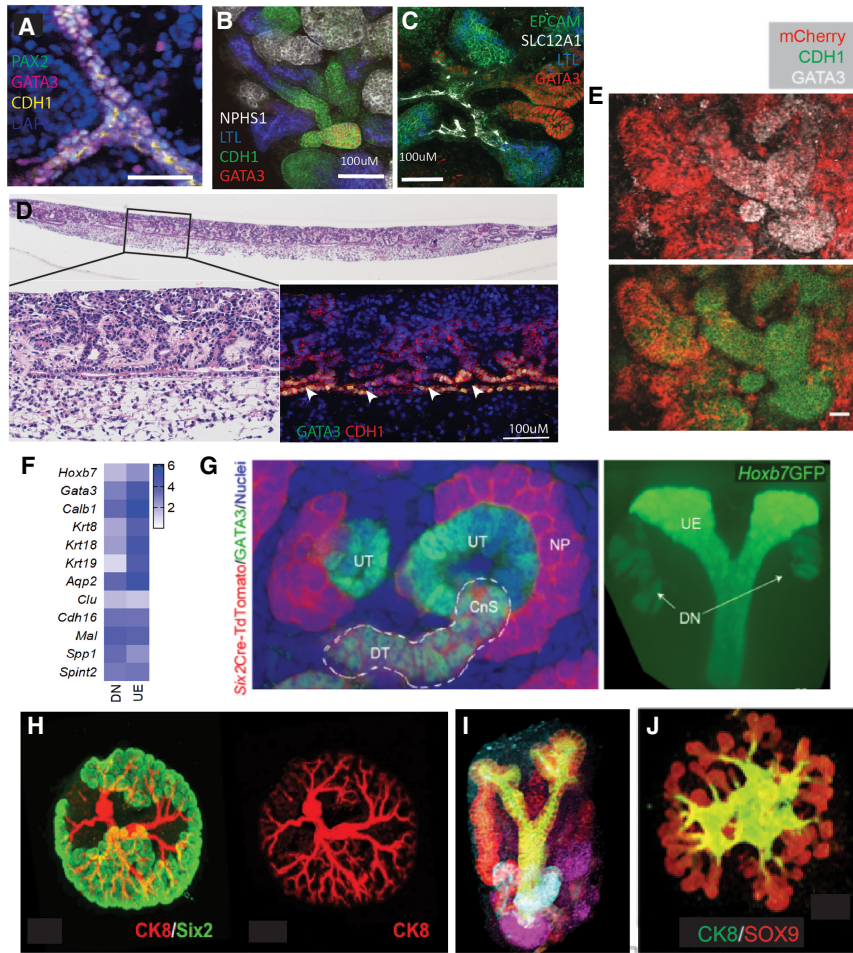 A
PAX2
GATA3
CDH1
DAPI
B
NPHS1
LTL
CDH1
GATA3
100uM
C
EPCAM
SLC12A1
LTL
GATA3
100uM
mCherry
CDH1
GATA3
E
D
GATA3 CDH1
100uM
F
Hoxb7
Gata3
Calb1
Krt8
Krt18
Krt19
Aqp2
Clu
Cdh16
Mal
Spp1
Spint2
DN
UE
6
4
2
G
Six2Cre-TdTomato/GATA3/Nuclei
UT
UT
NP
CnS
DT
Hoxb7GFP
UE
DN
H
CK8/Six2
CK8
I
J
CK8/SOX9